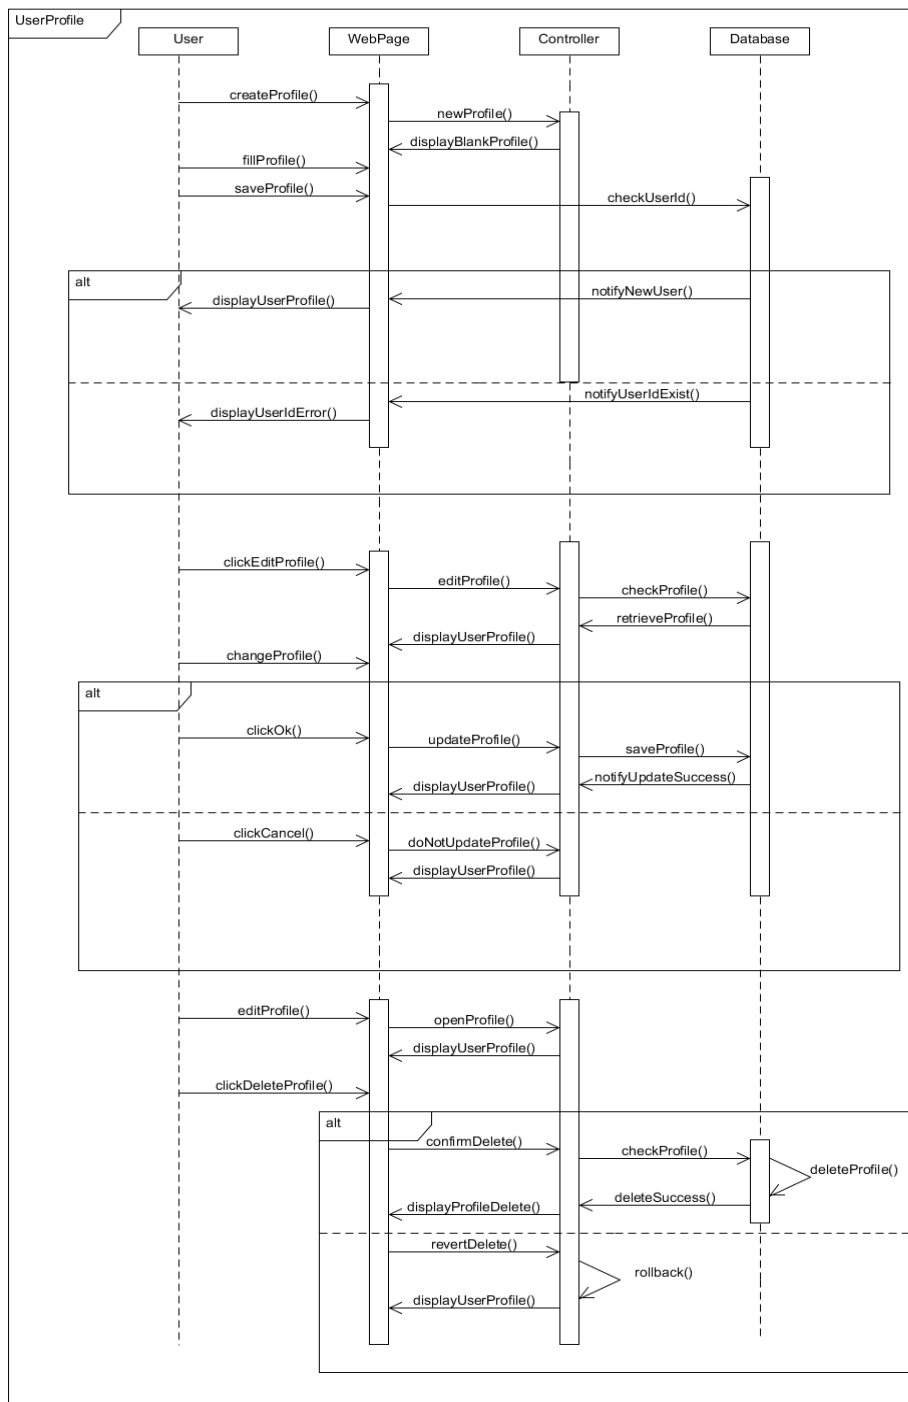 UserProfile
User
WebPage
Controller
Database
createProfile()
newProfile()
displayBlankProfile()
fillProfile()
saveProfile()
checkUserId()
alt
notifyNewUser()
displayUserProfile()
notifyUserIdExist()
displayUserIdError()
clickEditProfile()
editProfile()
checkProfile()
retrieveProfile()
displayUserProfile()
changeProfile()
alt
clickOk()
updateProfile()
saveProfile()
notifyUpdateSuccess()
displayUserProfile()
clickCancel()
doNotUpdateProfile()
displayUserProfile()
editProfile()
openProfile()
displayUserProfile()
clickDeleteProfile()
alt
confirmDelete()
checkProfile()
deleteProfile()
deleteSuccess()
displayProfileDelete()
revertDelete()
rollback()
displayUserProfile()